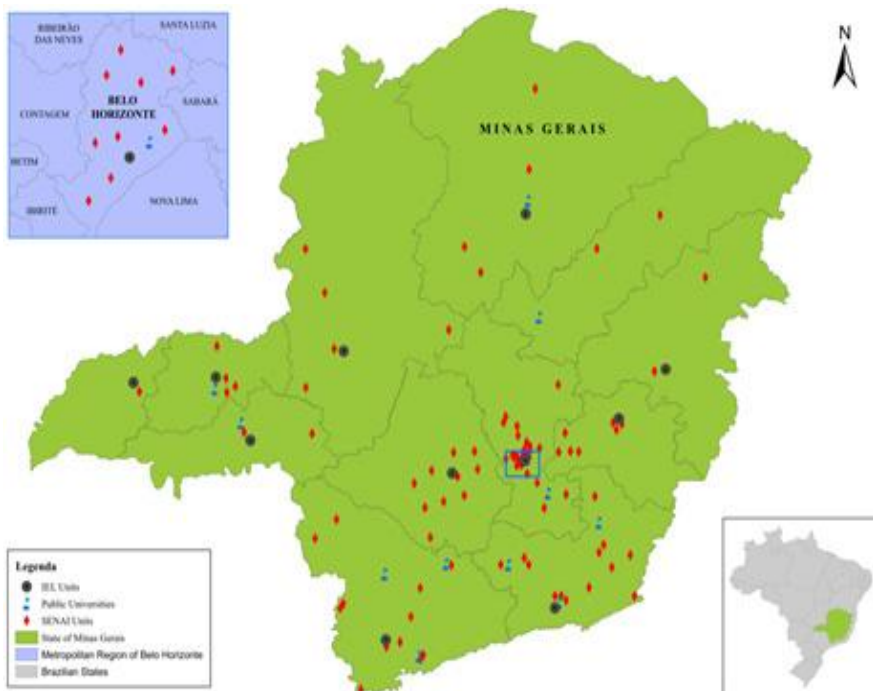 RIBEIRÃO
DAS NEVES
SANTA LUZIA
BELO
HORIZONTE
CONTAGEM
SABARÁ
BETIM
IBIRITÉ
NOVA LIMA
N
MINAS GERAIS
Legenda
IEL Units
Public Universities
SENAI Units
State of Minas Gerais
Metropolitan Region of Belo Horizonte
Brazilian States